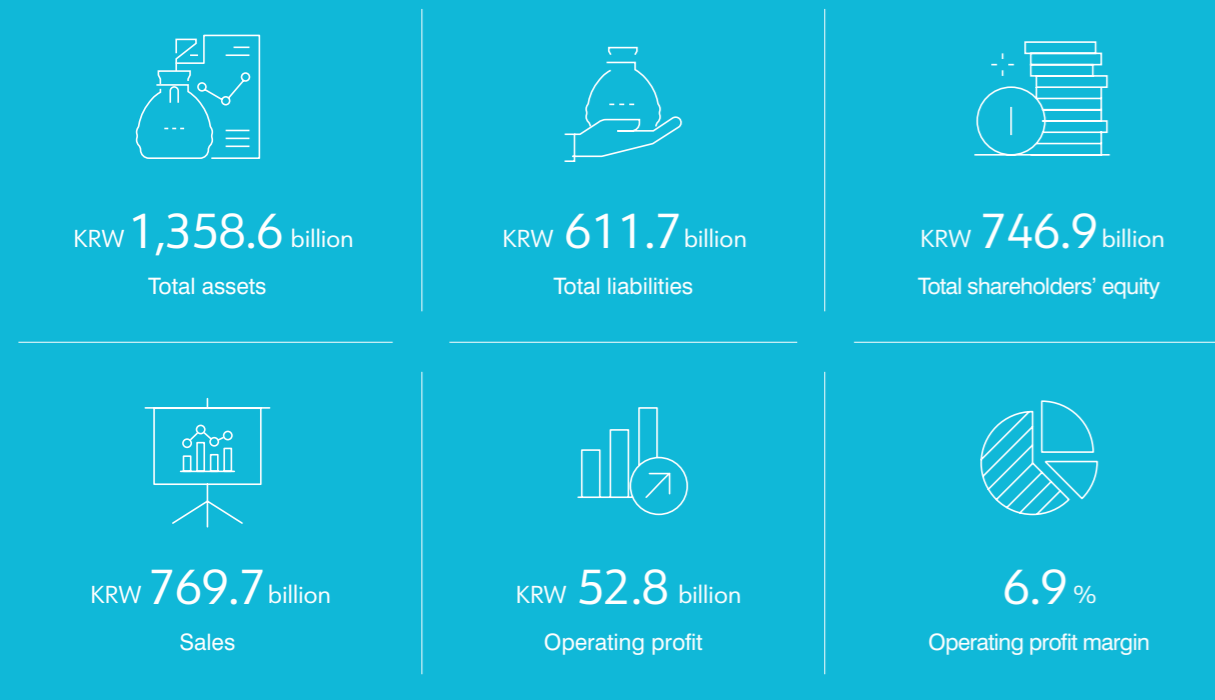 KRW 1,358.6 billion
Total assets
KRW 611.7 billion
Total liabilities
KRW 746.9 billion
Total shareholders’ equity
KRW 769.7 billion
Sales
KRW 52.8 billion
Operating profit
6.9 %
Operating profit margin